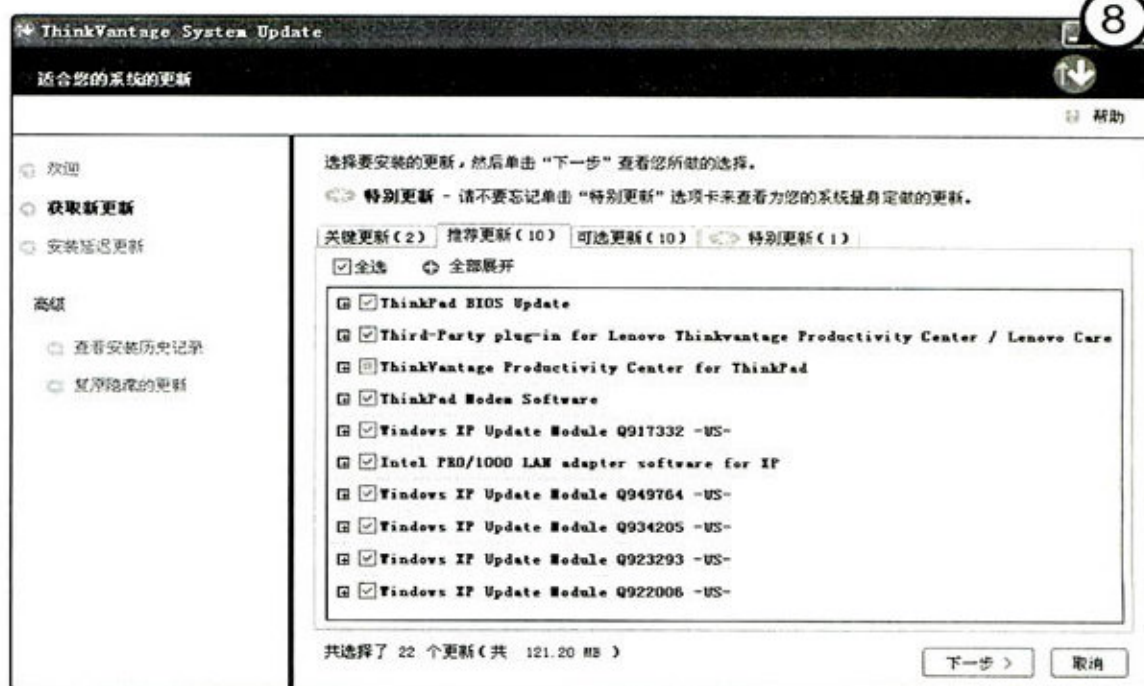 8
ThinkVantage System Update
适合您的系统的更新
帮助
欢迎
获取新更新
安装延迟更新
高级
查看安装历史记录
复原隐藏的更新
选择要安装的更新，然后单击“下一步”查看您所做的选择。
特别更新 - 请不要忘记单击“特别更新”选项卡来查看为您的系统量身定做的更新。
关键更新(2) 推荐更新(10) 可选更新(10) 特别更新(1)
全选 全部展开
ThinkPad BIOS Update
Third-Party plug-in for Lenovo Thinkvantage Productivity Center / Lenovo Care
ThinkVantage Productivity Center for ThinkPad
ThinkPad Modem Software
Windows XP Update Module Q917332 -US-
Intel PRO/1000 LAN adapter software for XP
Windows XP Update Module Q949764 -US-
Windows XP Update Module Q934205 -US-
Windows XP Update Module Q923293 -US-
Windows XP Update Module Q922006 -US-
共选择了 22 个更新(共 121.20 MB )
下一步 > 取消